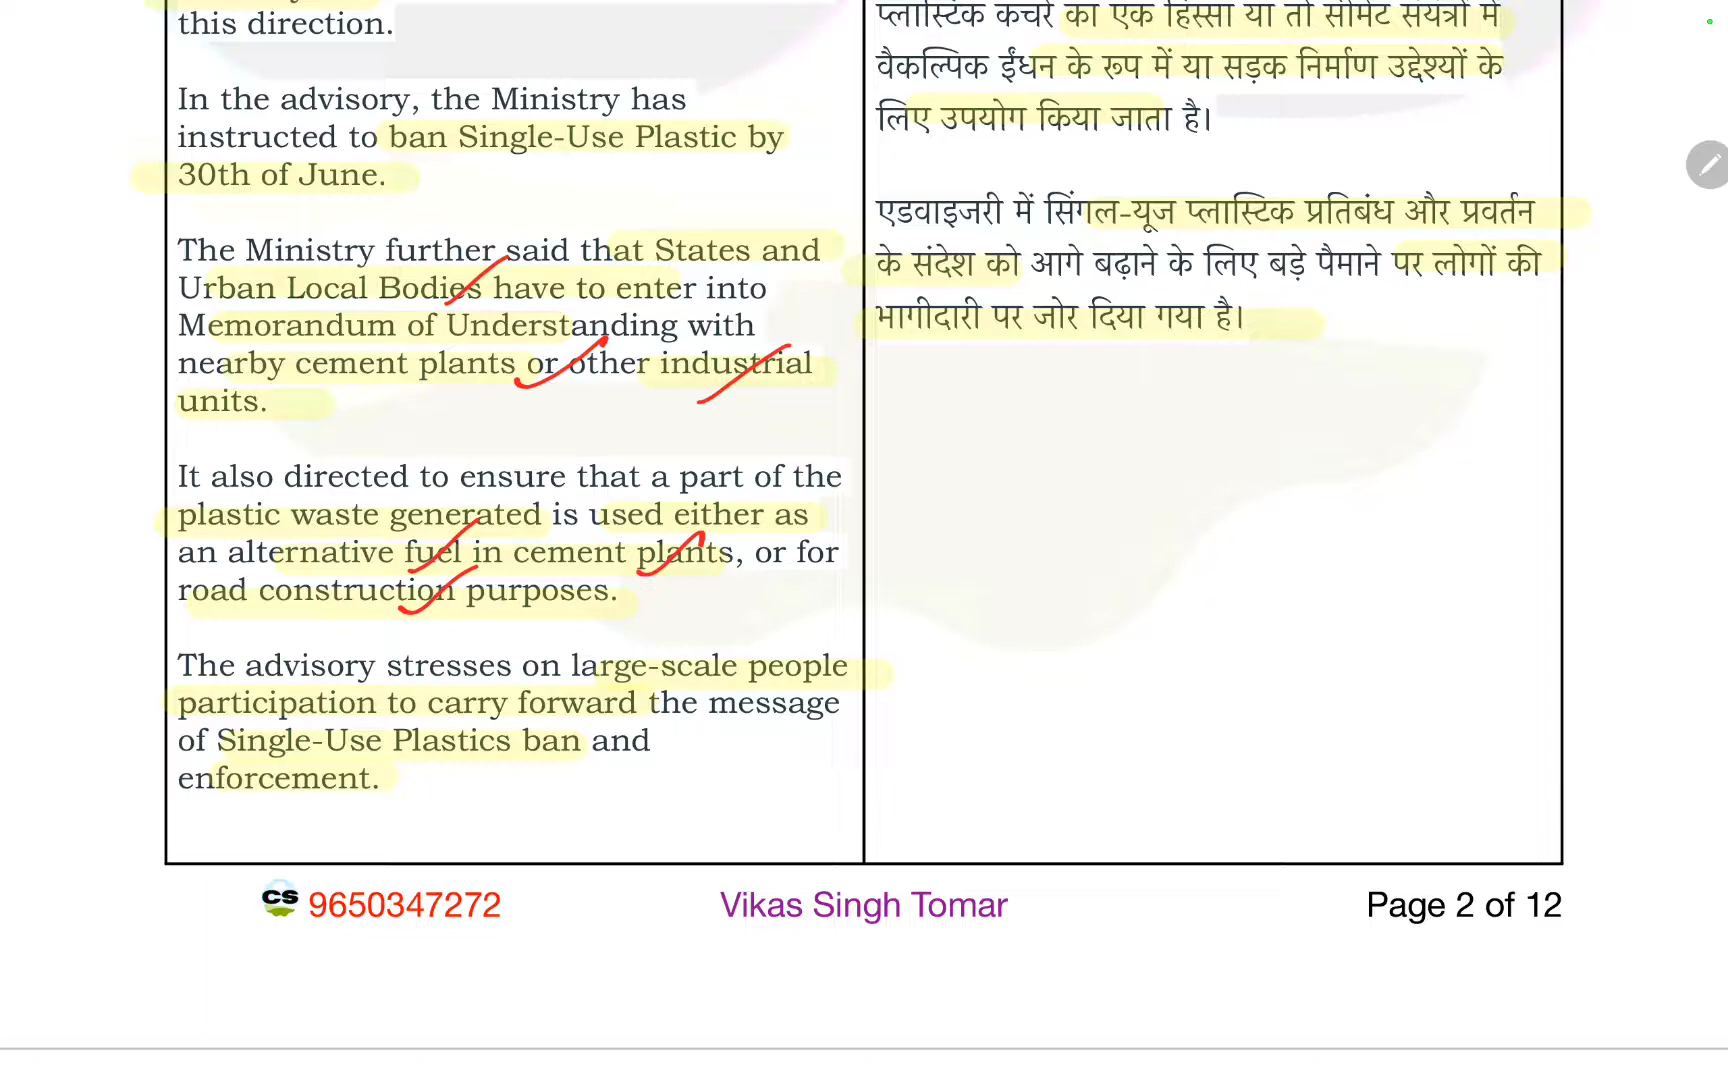 this direction.
In the advisory, the Ministry has
instructed to ban Single-Use Plastic by
30th of June.
The Ministry further said that States and
Urban Local Bodies have to enter into
Memorandum of Understanding with
nearby cement plants or other industrial
units.
It also directed to ensure that a part of the
plastic waste generated is used either as
an alternative fuel in cement plants, or for
road construction purposes.
The advisory stresses on large-scale people
participation to carry forward the message
of Single-Use Plastics ban and
enforcement.
प्लास्टिक कचरे का एक हिस्सा या तो सीमेंट संयंत्रों में
वैकल्पिक ईंधन के रूप में या सड़क निर्माण उद्देश्यों के
लिए उपयोग किया जाता है।
एडवाइजरी में सिंगल-यूज प्लास्टिक प्रतिबंध और प्रवर्तन
के संदेश को आगे बढ़ाने के लिए बड़े पैमाने पर लोगों की
भागीदारी पर जोर दिया गया है।
CS 9650347272 Vikas Singh Tomar Page 2 of 12